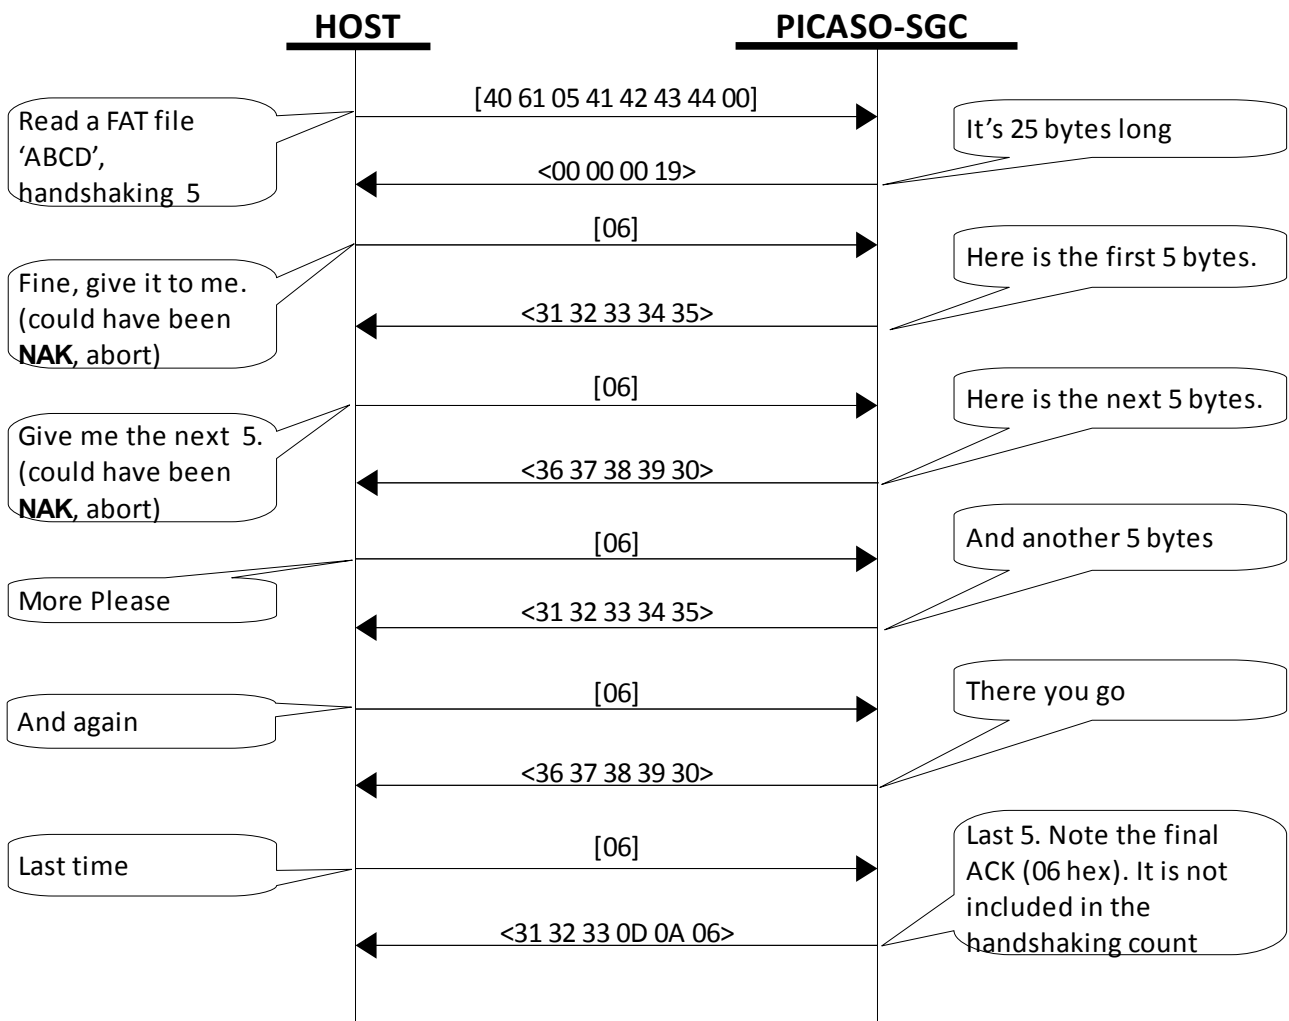 HOST
PICASO-SGC
[40 61 05 41 42 43 44 00]
Read a FAT file
‘ABCD’,
handshaking 5
It’s 25 bytes long
<00 00 00 19>
[06]
Fine, give it to me.
(could have been
NAK, abort)
Here is the first 5 bytes.
<31 32 33 34 35>
[06]
Give me the next 5.
(could have been
NAK, abort)
Here is the next 5 bytes.
<36 37 38 39 30>
[06]
More Please
And another 5 bytes
<31 32 33 34 35>
[06]
And again
There you go
<36 37 38 39 30>
[06]
Last time
Last 5. Note the final
ACK (06 hex). It is not
included in the
handshaking count
<31 32 33 0D 0A 06>